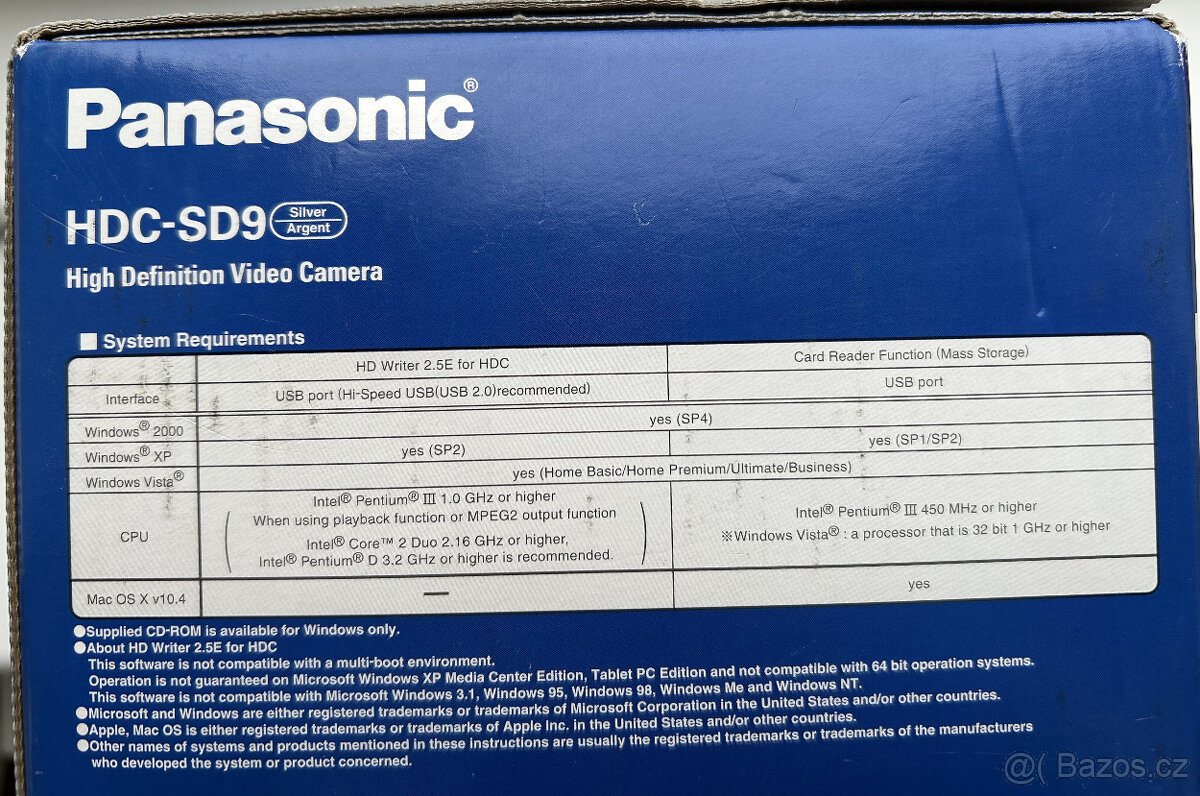 Panasonic®
HDC-SD9 Silver Argent
High Definition Video Camera
■ System Requirements
HD Writer 2.5E for HDC Card Reader Function (Mass Storage)
Interface USB port (Hi-Speed USB(USB 2.0)recommended) USB port
Windows® 2000 yes (SP4)
Windows® XP yes (SP2) yes (SP1/SP2)
Windows Vista® yes (Home Basic/Home Premium/Ultimate/Business)
CPU
Intel® Pentium® III 1.0 GHz or higher
When using playback function or MPEG2 output function
Intel® Core™ 2 Duo 2.16 GHz or higher,
Intel® Pentium® D 3.2 GHz or higher is recommended.
Intel® Pentium® III 450 MHz or higher
※Windows Vista® : a processor that is 32 bit 1 GHz or higher
Mac OS X v10.4 — yes
●Supplied CD-ROM is available for Windows only.
●About HD Writer 2.5E for HDC
This software is not compatible with a multi-boot environment.
Operation is not guaranteed on Microsoft Windows XP Media Center Edition, Tablet PC Edition and not compatible with 64 bit operation systems.
This software is not compatible with Microsoft Windows 3.1, Windows 95, Windows 98, Windows Me and Windows NT.
●Microsoft and Windows are either registered trademarks or trademarks of Microsoft Corporation in the United States and/or other countries.
●Apple, Mac OS is either registered trademarks or trademarks of Apple Inc. in the United States and/or other countries.
●Other names of systems and products mentioned in these instructions are usually the registered trademarks or trademarks of the manufacturers
who developed the system or product concerned.
@( Bazos.cz